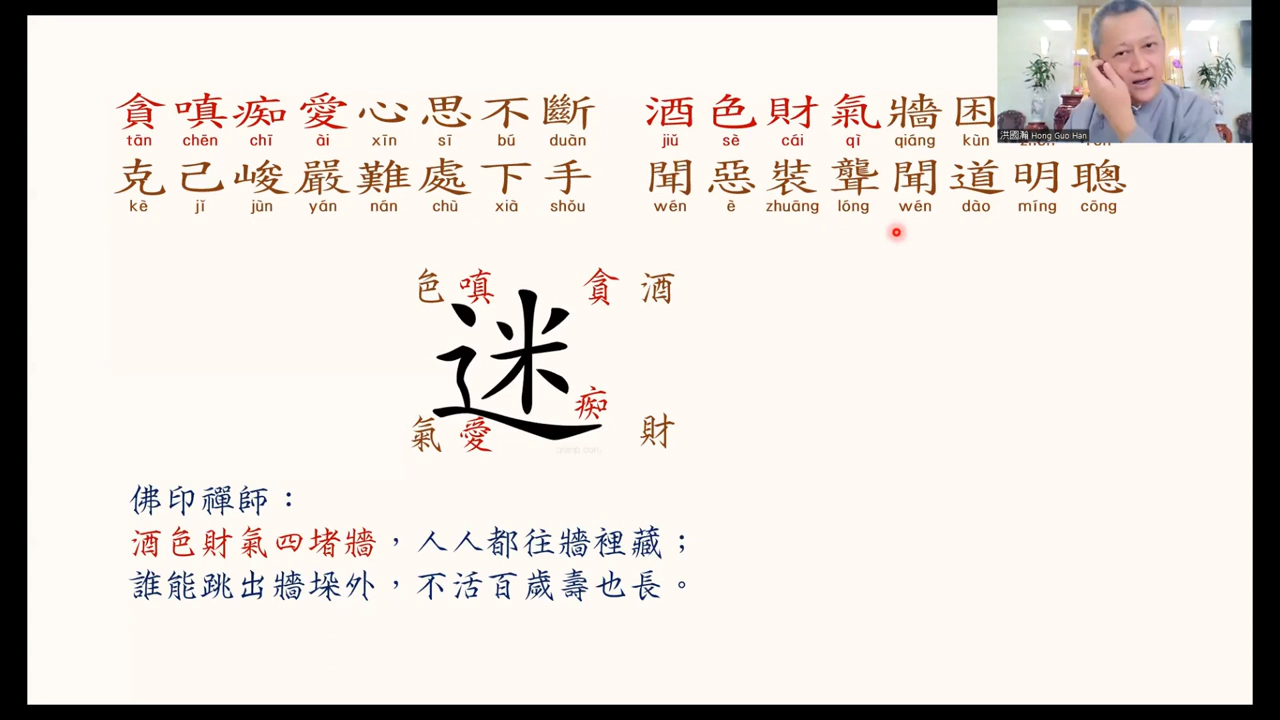 貪嗔痴愛心思不斷 酒色財氣牆困
tān chēn chī ài xīn sī bú duàn jiǔ sè cái qì qiáng kùn
克己峻嚴難處下手 聞惡裝聾聞道明聰
kè jǐ jùn yán nán chù xià shǒu wén è zhuāng lóng wén dào míng cōng
色 嗔 貪 酒
迷
痴
氣 愛 財
佛印禪師：
酒色財氣四堵牆，人人都往牆裡藏；
誰能跳出牆垛外，不活百歲壽也長。
洪國瀚 Hong Guo Han